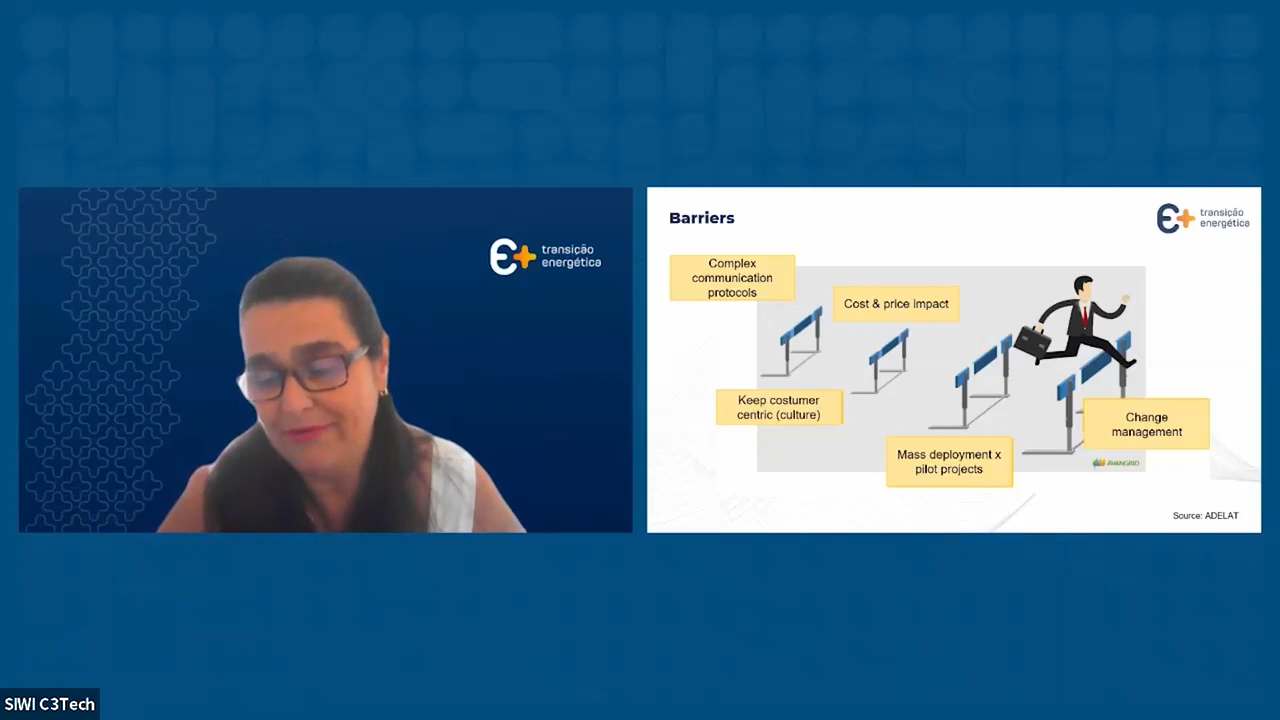 transição
energética
Barriers
transição
energética
Complex
communication
protocols
Cost & price impact
Keep costumer
centric (culture)
Change
management
Mass deployment x
pilot projects
AVANGRID
Source: ADELAT
SIWI C3Tech